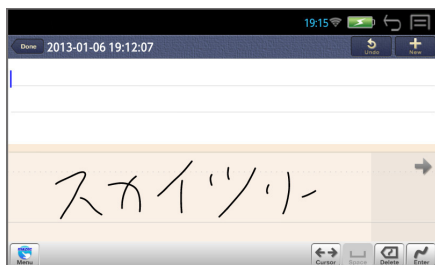 19:15
Done 2013-01-06 19:12:07 Undo New
スカイツリー
Menu Cursor Space Delete Enter